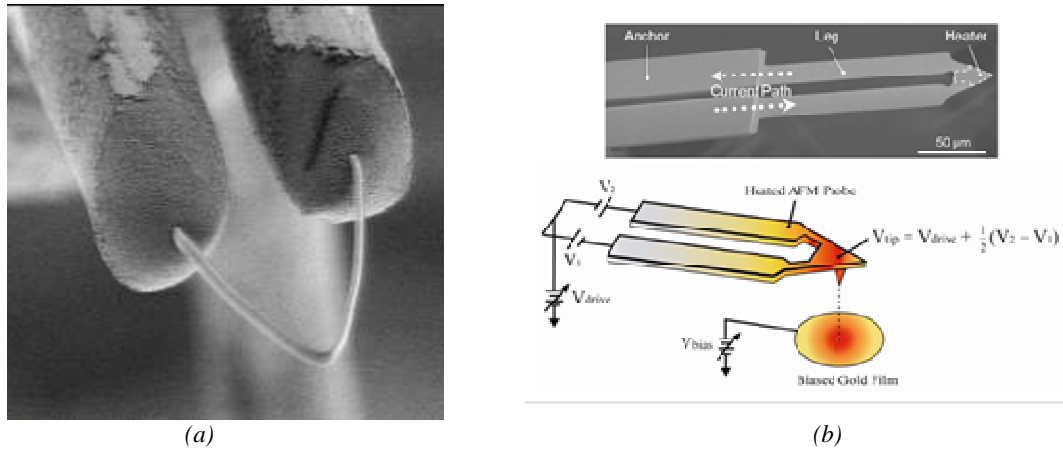 Anchor
Leg
Heater
Current Path
50 μm
V₂
Heated AFM Probe
Vtip = Vdrive + ½(V₂ – V₁)
V₁
Vdrive
Vbias
Biased Gold Film
(a)
(b)